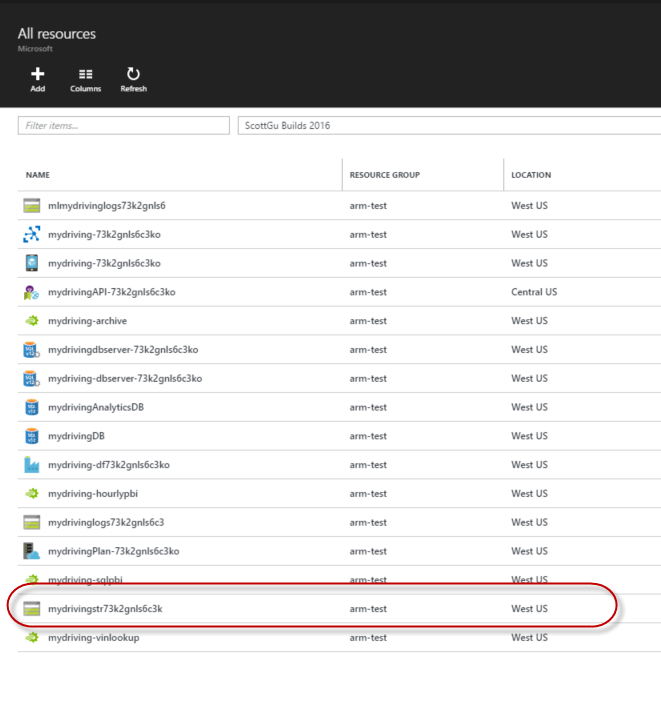 All resources
Microsoft
Add Columns Refresh
Filter items... ScottGu Builds 2016
NAME RESOURCE GROUP LOCATION
mlmydrivinglogs73k2gnls6 arm-test West US
mydriving-73k2gnls6c3ko arm-test West US
mydriving-73k2gnls6c3ko arm-test West US
mydrivingAPI-73k2gnls6c3ko arm-test Central US
mydriving-archive arm-test West US
mydrivingdbserver-73k2gnls6c3ko arm-test West US
mydriving-dbserver-73k2gnls6c3ko arm-test West US
mydrivingAnalyticsDB arm-test West US
mydrivingDB arm-test West US
mydriving-df73k2gnls6c3ko arm-test West US
mydriving-hourlypbi arm-test West US
mydrivinglogs73k2gnls6c3 arm-test West US
mydrivingPlan-73k2gnls6c3ko arm-test West US
mydriving-sqlpbi arm-test West US
mydrivingstr73k2gnls6c3k arm-test West US
mydriving-vinlookup arm-test West US